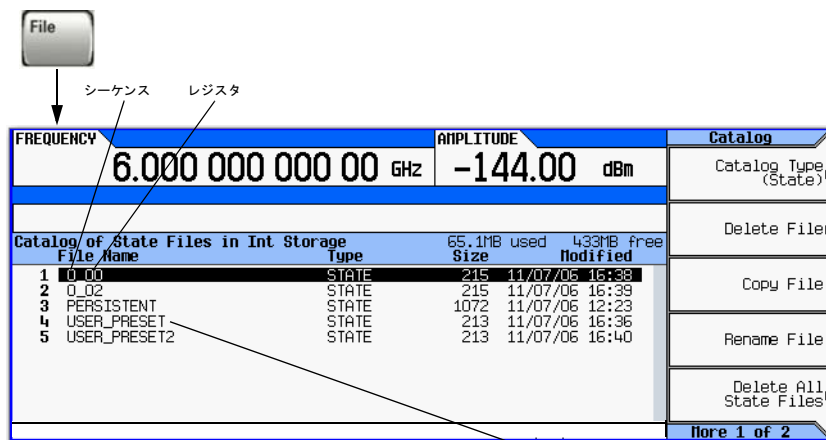 File
シーケンス レジスタ
FREQUENCY AMPLITUDE Catalog
6.000 000 000 00 GHz -144.00 dBm
Catalog Type
(State)
Delete File
Catalog of State Files in Int Storage 65.1MB used 433MB free
File Name Type Size Modified
1 0_00 STATE 215 11/07/06 16:38
2 0_02 STATE 215 11/07/06 16:39
3 PERSISTENT STATE 1072 11/07/06 12:23
4 USER_PRESET STATE 213 11/07/06 16:36
5 USER_PRESET2 STATE 213 11/07/06 16:40
Copy File
Rename File
Delete All
State Files
More 1 of 2